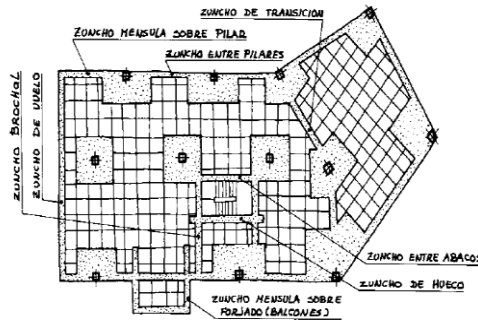 ZUNCHO DE TRANSICION
ZUNCHO MENSULA SOBRE PILAR
ZUNCHO ENTRE PILARES
ZUNCHO BROCHAL
ZUNCHO DE VUELO
ZUNCHO ENTRE ABACOS
ZUNCHO DE HUECO
ZUNCHO MENSULA SOBRE
FORJADO (BALCONES)